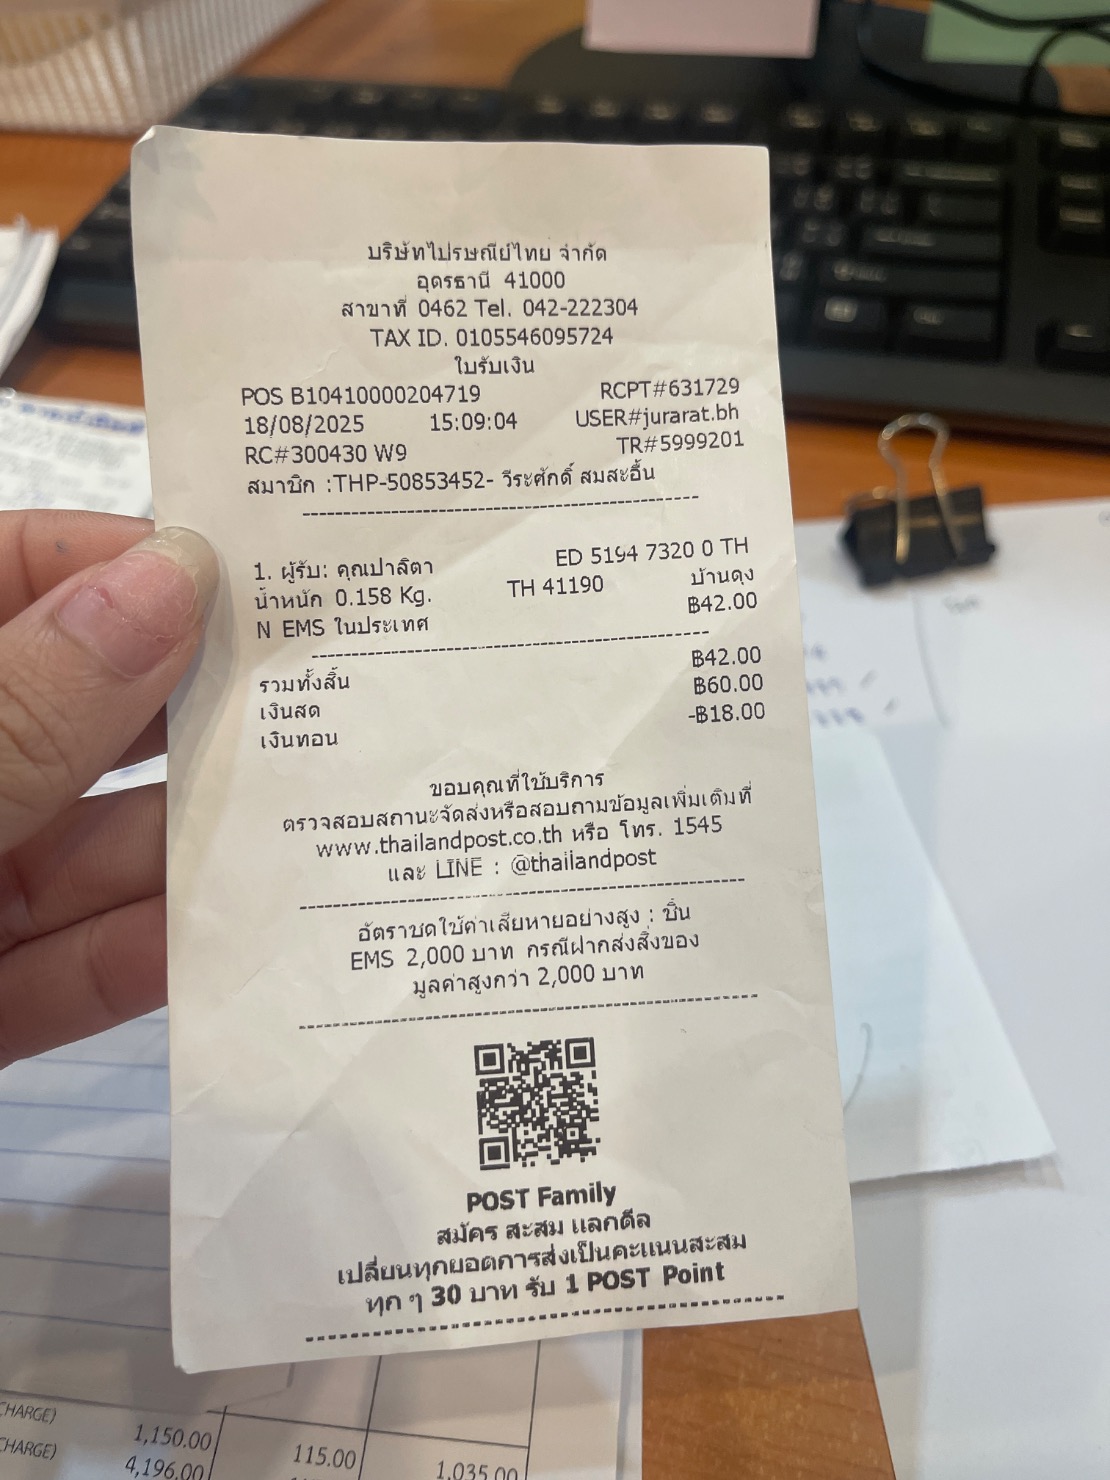 บริษัทไปรษณีย์ไทย จำกัด
อุดรธานี 41000
สาขาที่ 0462 Tel. 042-222304
TAX ID. 0105546095724
ใบรับเงิน
POS B10410000204719 RCPT#631729
18/08/2025 15:09:04 USER#jurarat.bh
RC#300430 W9 TR#5999201
สมาชิก :THP-50853452- วีระศักดิ์ สมสะอื้น
1. ผู้รับ: คุณปาลิตา ED 5194 7320 0 TH
น้ำหนัก 0.158 Kg. TH 41190 บ้านดุง
N EMS ในประเทศ ฿42.00
รวมทั้งสิ้น ฿42.00
เงินสด ฿60.00
เงินทอน -฿18.00
ขอบคุณที่ใช้บริการ
ตรวจสอบสถานะจัดส่งหรือสอบถามข้อมูลเพิ่มเติมที่
www.thailandpost.co.th หรือ โทร. 1545
และ LINE : @thailandpost
อัตราชดใช้ค่าเสียหายอย่างสูง : ชิ้น
EMS 2,000 บาท กรณีฝากส่งสิ่งของ
มูลค่าสูงกว่า 2,000 บาท
POST Family
สมัคร สะสม แลกดีล
เปลี่ยนทุกยอดการส่งเป็นคะแนนสะสม
ทุก ๆ 30 บาท รับ 1 POST Point
CHARGE) 1,150.00 115.00 1,035.00
CHARGE) 4,196.00